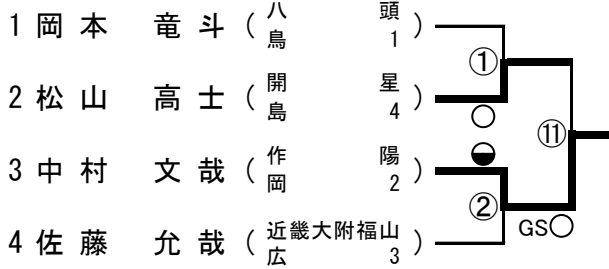 1 岡本 竜斗 (八頭 鳥1)
①
2 松山 高士 (開星 島4)
○
⑪
3 中村 文哉 (作陽 岡2)
②
GS○
4 佐藤 允哉 (近畿大附福山 広3)